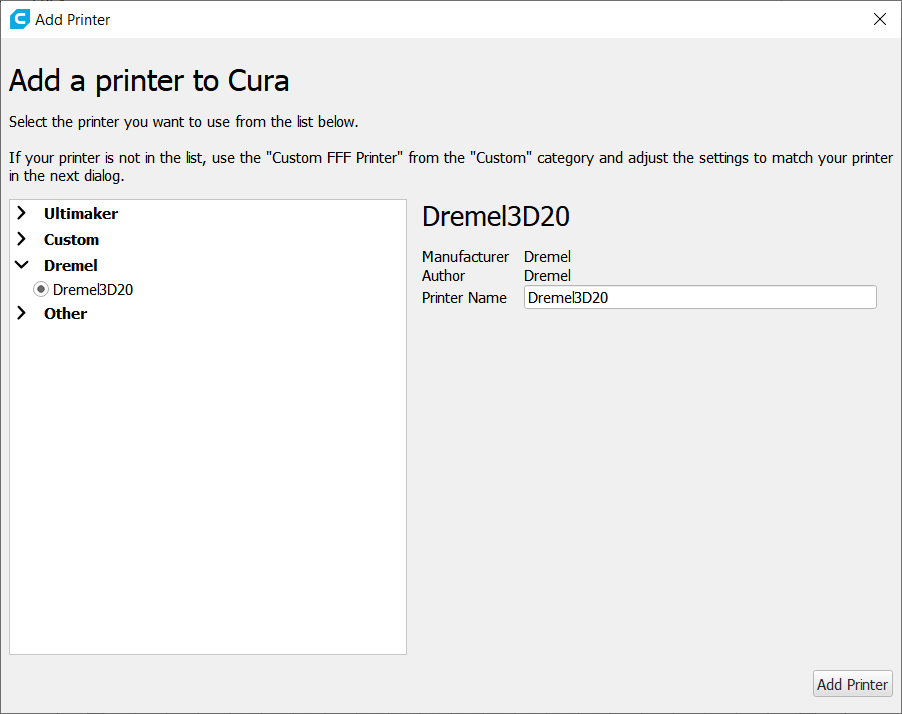 Add Printer
Add a printer to Cura
Select the printer you want to use from the list below.
If your printer is not in the list, use the "Custom FFF Printer" from the "Custom" category and adjust the settings to match your printer
in the next dialog.
Ultimaker
Custom
Dremel
Dremel3D20
Other
Dremel3D20
Manufacturer Dremel
Author Dremel
Printer Name Dremel3D20
Add Printer